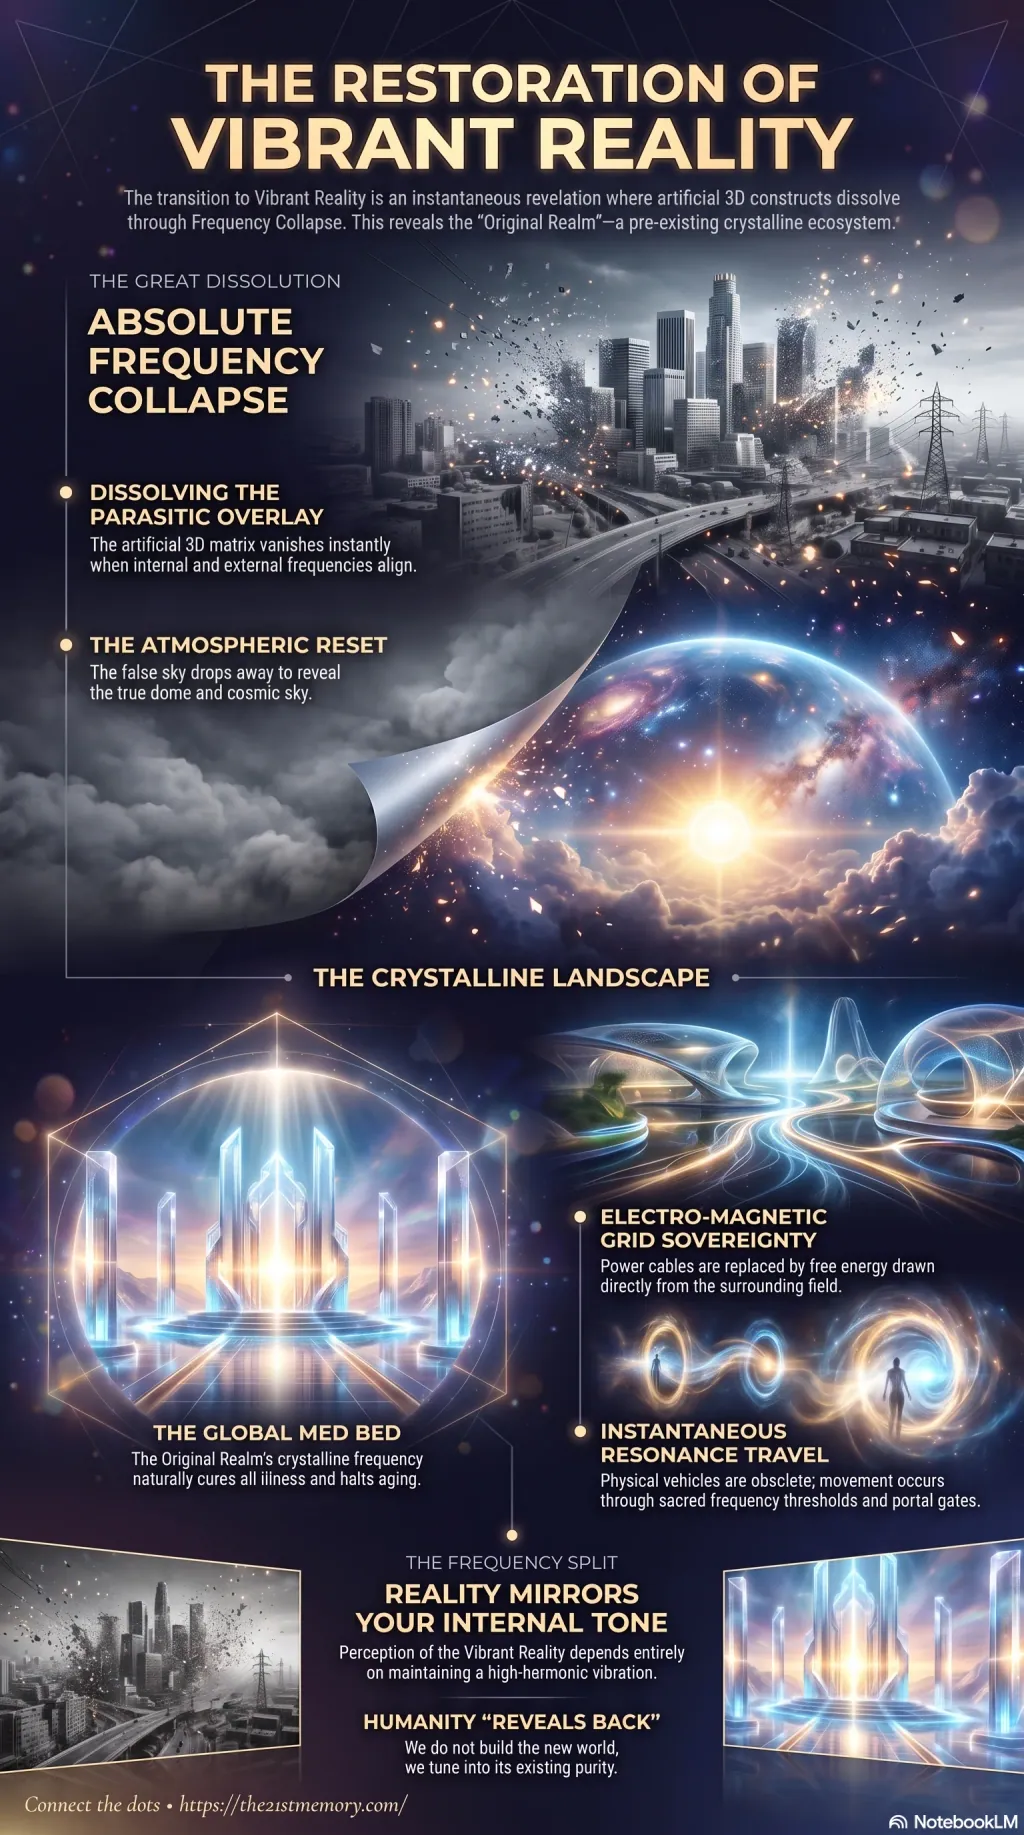 THE RESTORATION OF
VIBRANT REALITY
The transition to Vibrant Reality is an instantaneous revelation where artificial 3D constructs dissolve
through Frequency Collapse. This reveals the “Original Realm”—a pre-existing crystalline ecosystem.
THE GREAT DISSOLUTION
ABSOLUTE
FREQUENCY
COLLAPSE
DISSOLVING THE
PARASITIC OVERLAY
The artificial 3D matrix vanishes instantly
when internal and external frequencies align.
THE ATMOSPHERIC RESET
The false sky drops away to reveal
the true dome and cosmic sky.
THE CRYSTALLINE LANDSCAPE
THE GLOBAL MED BED
The Original Realm’s crystalline frequency
naturally cures all illness and halts aging.
ELECTRO-MAGNETIC
GRID SOVEREIGNTY
Power cables are replaced by free energy drawn
directly from the surrounding field.
INSTANTANEOUS
RESONANCE TRAVEL
Physical vehicles are obsclete; movement occurs
through sacred frequency thresholds and portal gates.
THE FREQUENCY SPLIT
REALITY MIRRORS
YOUR INTERNAL TONE
Perception of the Vibrant Reality depends entirely
on maintaining a high-hermonic vibration.
HUMANITY “REVEALS BACK”
We do not build the new world,
we tune into its existing purity.
Connect the dots • https://the21stmemory.com/
NotebookLM